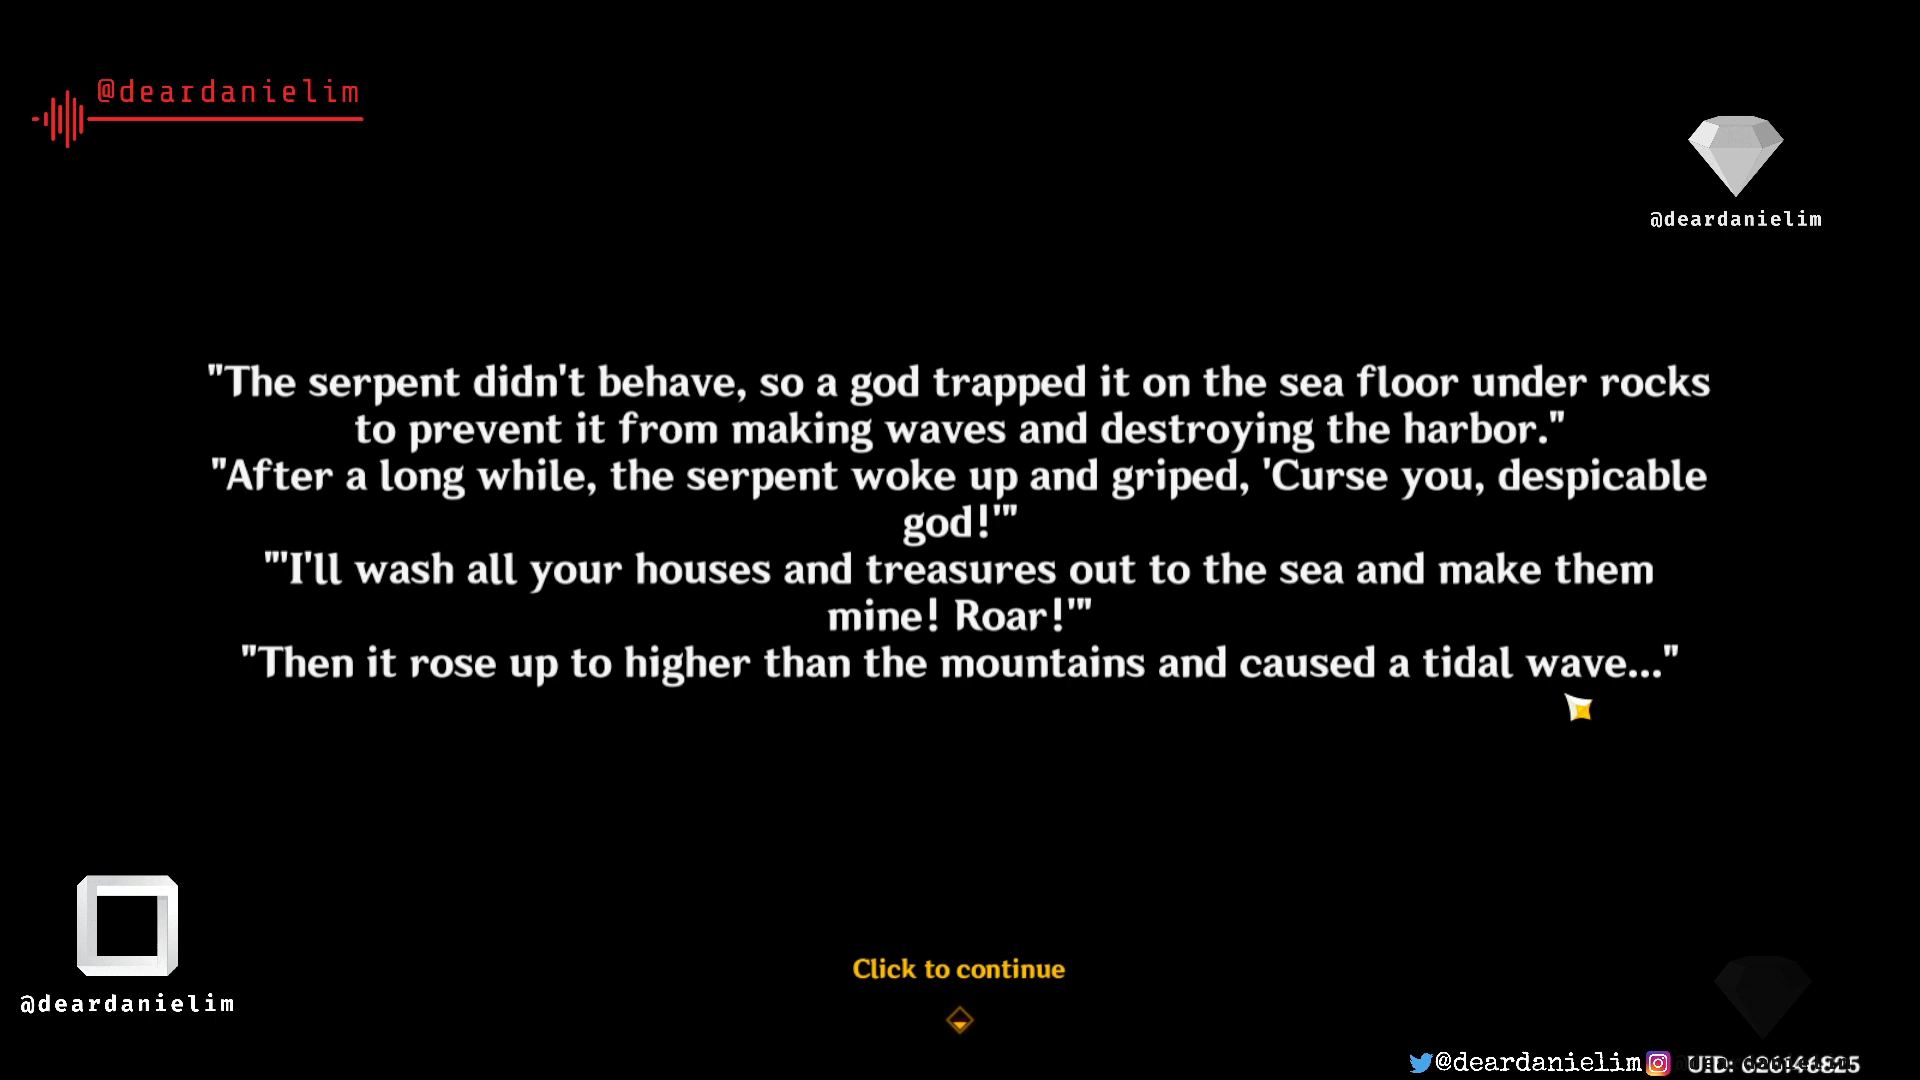 @deardanielim
@deardanielim
"The serpent didn't behave, so a god trapped it on the sea floor under rocks
to prevent it from making waves and destroying the harbor."
"After a long while, the serpent woke up and griped, 'Curse you, despicable
god!'"
"'I'll wash all your houses and treasures out to the sea and make them
mine! Roar!'"
"Then it rose up to higher than the mountains and caused a tidal wave..."
Click to continue
@deardanielim
@deardanielim UID: 626146825